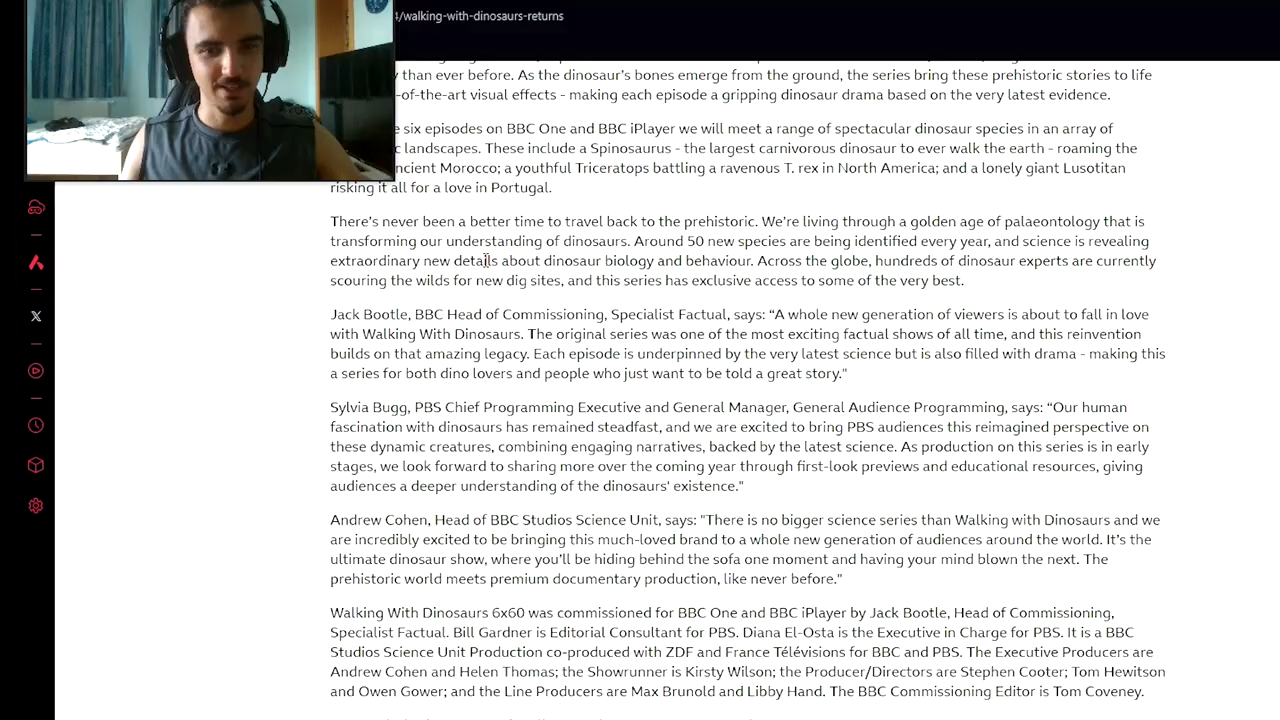 4/walking-with-dinosaurs-returns
than ever before. As the dinosaur's bones emerge from the ground, the series bring these prehistoric stories to life
-of-the-art visual effects - making each episode a gripping dinosaur drama based on the very latest evidence.
six episodes on BBC One and BBC iPlayer we will meet a range of spectacular dinosaur species in an array of
landscapes. These include a Spinosaurus - the largest carnivorous dinosaur to ever walk the earth - roaming the
Morocco; a youthful Triceratops battling a ravenous T. rex in North America; and a lonely giant Lusotitan
risking it all for a love in Portugal.
There's never been a better time to travel back to the prehistoric. We're living through a golden age of palaeontology that is
transforming our understanding of dinosaurs. Around 50 new species are being identified every year, and science is revealing
extraordinary new details about dinosaur biology and behaviour. Across the globe, hundreds of dinosaur experts are currently
scouring the wilds for new dig sites, and this series has exclusive access to some of the very best.
Jack Bootle, BBC Head of Commissioning, Specialist Factual, says: “A whole new generation of viewers is about to fall in love
with Walking With Dinosaurs. The original series was one of the most exciting factual shows of all time, and this reinvention
builds on that amazing legacy. Each episode is underpinned by the very latest science but is also filled with drama - making this
a series for both dino lovers and people who just want to be told a great story."
Sylvia Bugg, PBS Chief Programming Executive and General Manager, General Audience Programming, says: “Our human
fascination with dinosaurs has remained steadfast, and we are excited to bring PBS audiences this reimagined perspective on
these dynamic creatures, combining engaging narratives, backed by the latest science. As production on this series is in early
stages, we look forward to sharing more over the coming year through first-look previews and educational resources, giving
audiences a deeper understanding of the dinosaurs' existence."
Andrew Cohen, Head of BBC Studios Science Unit, says: "There is no bigger science series than Walking with Dinosaurs and we
are incredibly excited to be bringing this much-loved brand to a whole new generation of audiences around the world. It's the
ultimate dinosaur show, where you'll be hiding behind the sofa one moment and having your mind blown the next. The
prehistoric world meets premium documentary production, like never before."
Walking With Dinosaurs 6x60 was commissioned for BBC One and BBC iPlayer by Jack Bootle, Head of Commissioning,
Specialist Factual. Bill Gardner is Editorial Consultant for PBS. Diana El-Osta is the Executive in Charge for PBS. It is a BBC
Studios Science Unit Production co-produced with ZDF and France Télévisions for BBC and PBS. The Executive Producers are
Andrew Cohen and Helen Thomas; the Showrunner is Kirsty Wilson; the Producer/Directors are Stephen Cooter; Tom Hewitson
and Owen Gower; and the Line Producers are Max Brunold and Libby Hand. The BBC Commissioning Editor is Tom Coveney.